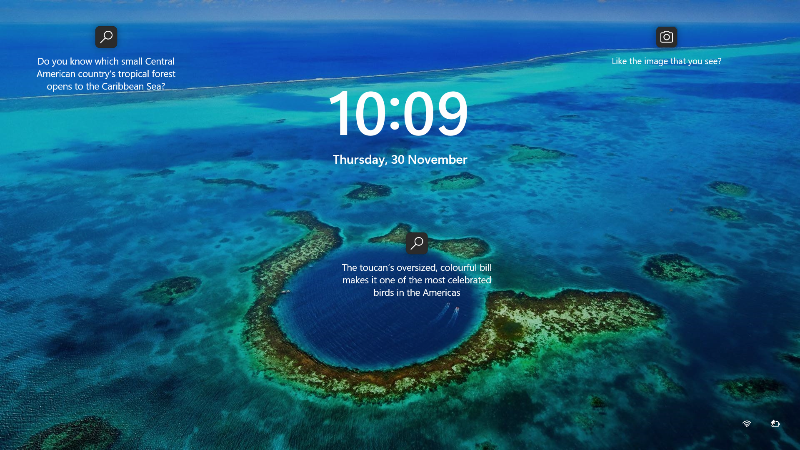 Do you know which small Central
American country's tropical forest
opens to the Caribbean Sea?
Like the image that you see?
10:09
Thursday, 30 November
The toucan's oversized, colourful bill
makes it one of the most celebrated
birds in the Americas